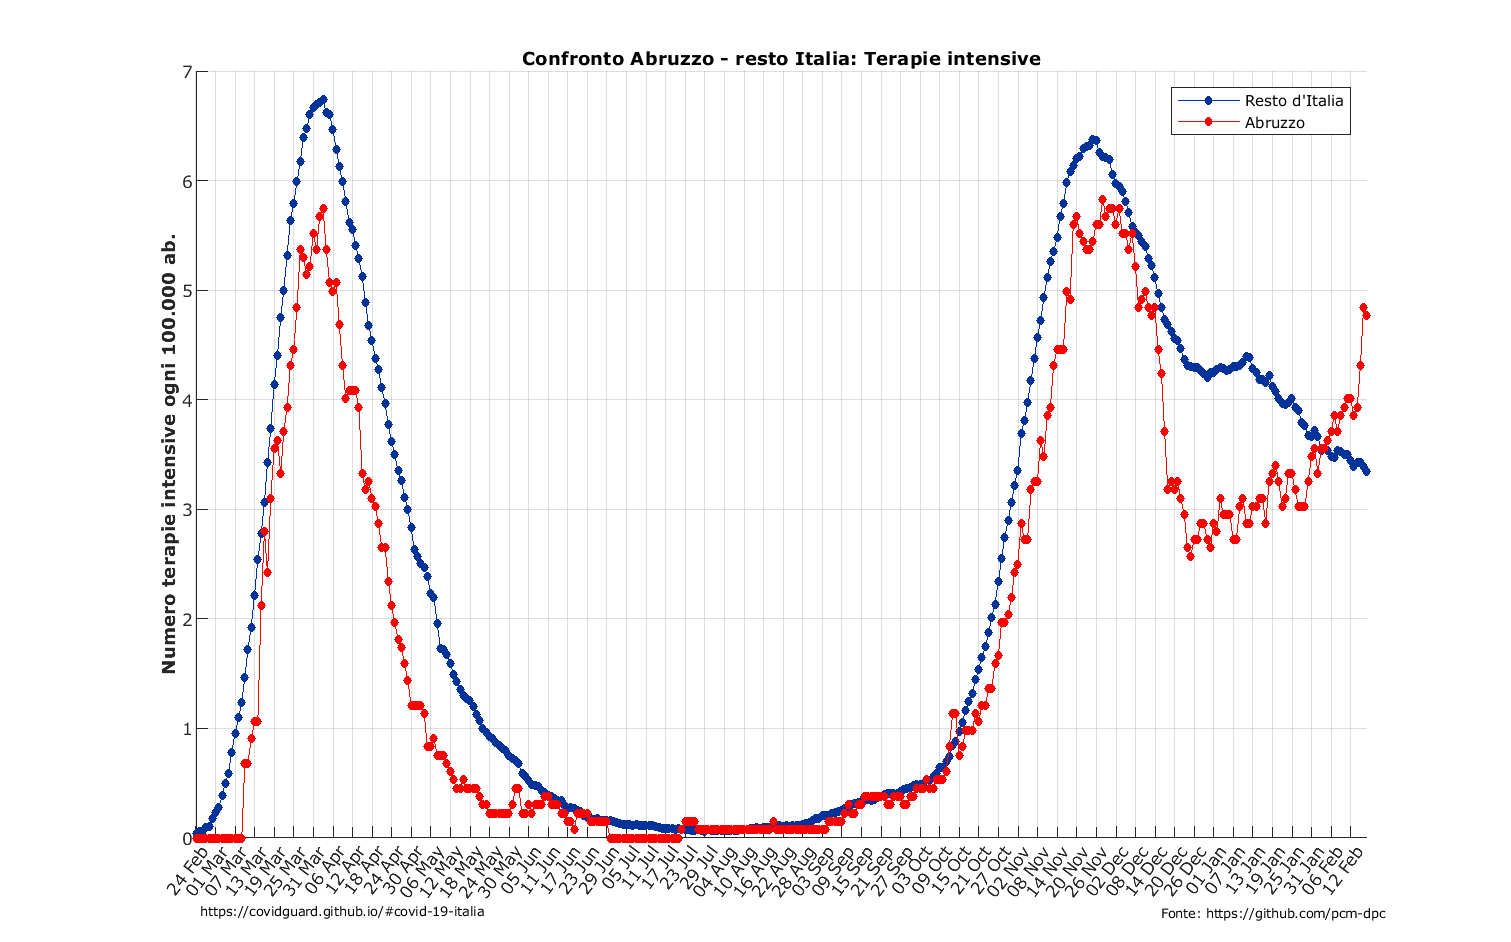 Confronto Abruzzo - resto Italia: Terapie intensive
Resto d'Italia
Abruzzo
Numero terapie intensive ogni 100.000 ab.
7
6
5
4
3
2
1
0
24 Feb
01 Mar
07 Mar
13 Mar
19 Mar
25 Mar
31 Mar
06 Apr
12 Apr
18 Apr
24 Apr
30 Apr
06 May
12 May
18 May
24 May
30 May
05 Jun
11 Jun
17 Jun
23 Jun
29 Jun
05 Jul
11 Jul
17 Jul
23 Jul
29 Jul
04 Aug
10 Aug
16 Aug
22 Aug
28 Aug
03 Sep
09 Sep
15 Sep
21 Sep
27 Sep
03 Oct
09 Oct
15 Oct
21 Oct
27 Oct
02 Nov
08 Nov
14 Nov
20 Nov
26 Nov
02 Dec
08 Dec
14 Dec
20 Dec
26 Dec
01 Jan
07 Jan
13 Jan
19 Jan
25 Jan
31 Jan
06 Feb
12 Feb
https://covidguard.github.io/#covid-19-italia
Fonte: https://github.com/pcm-dpc